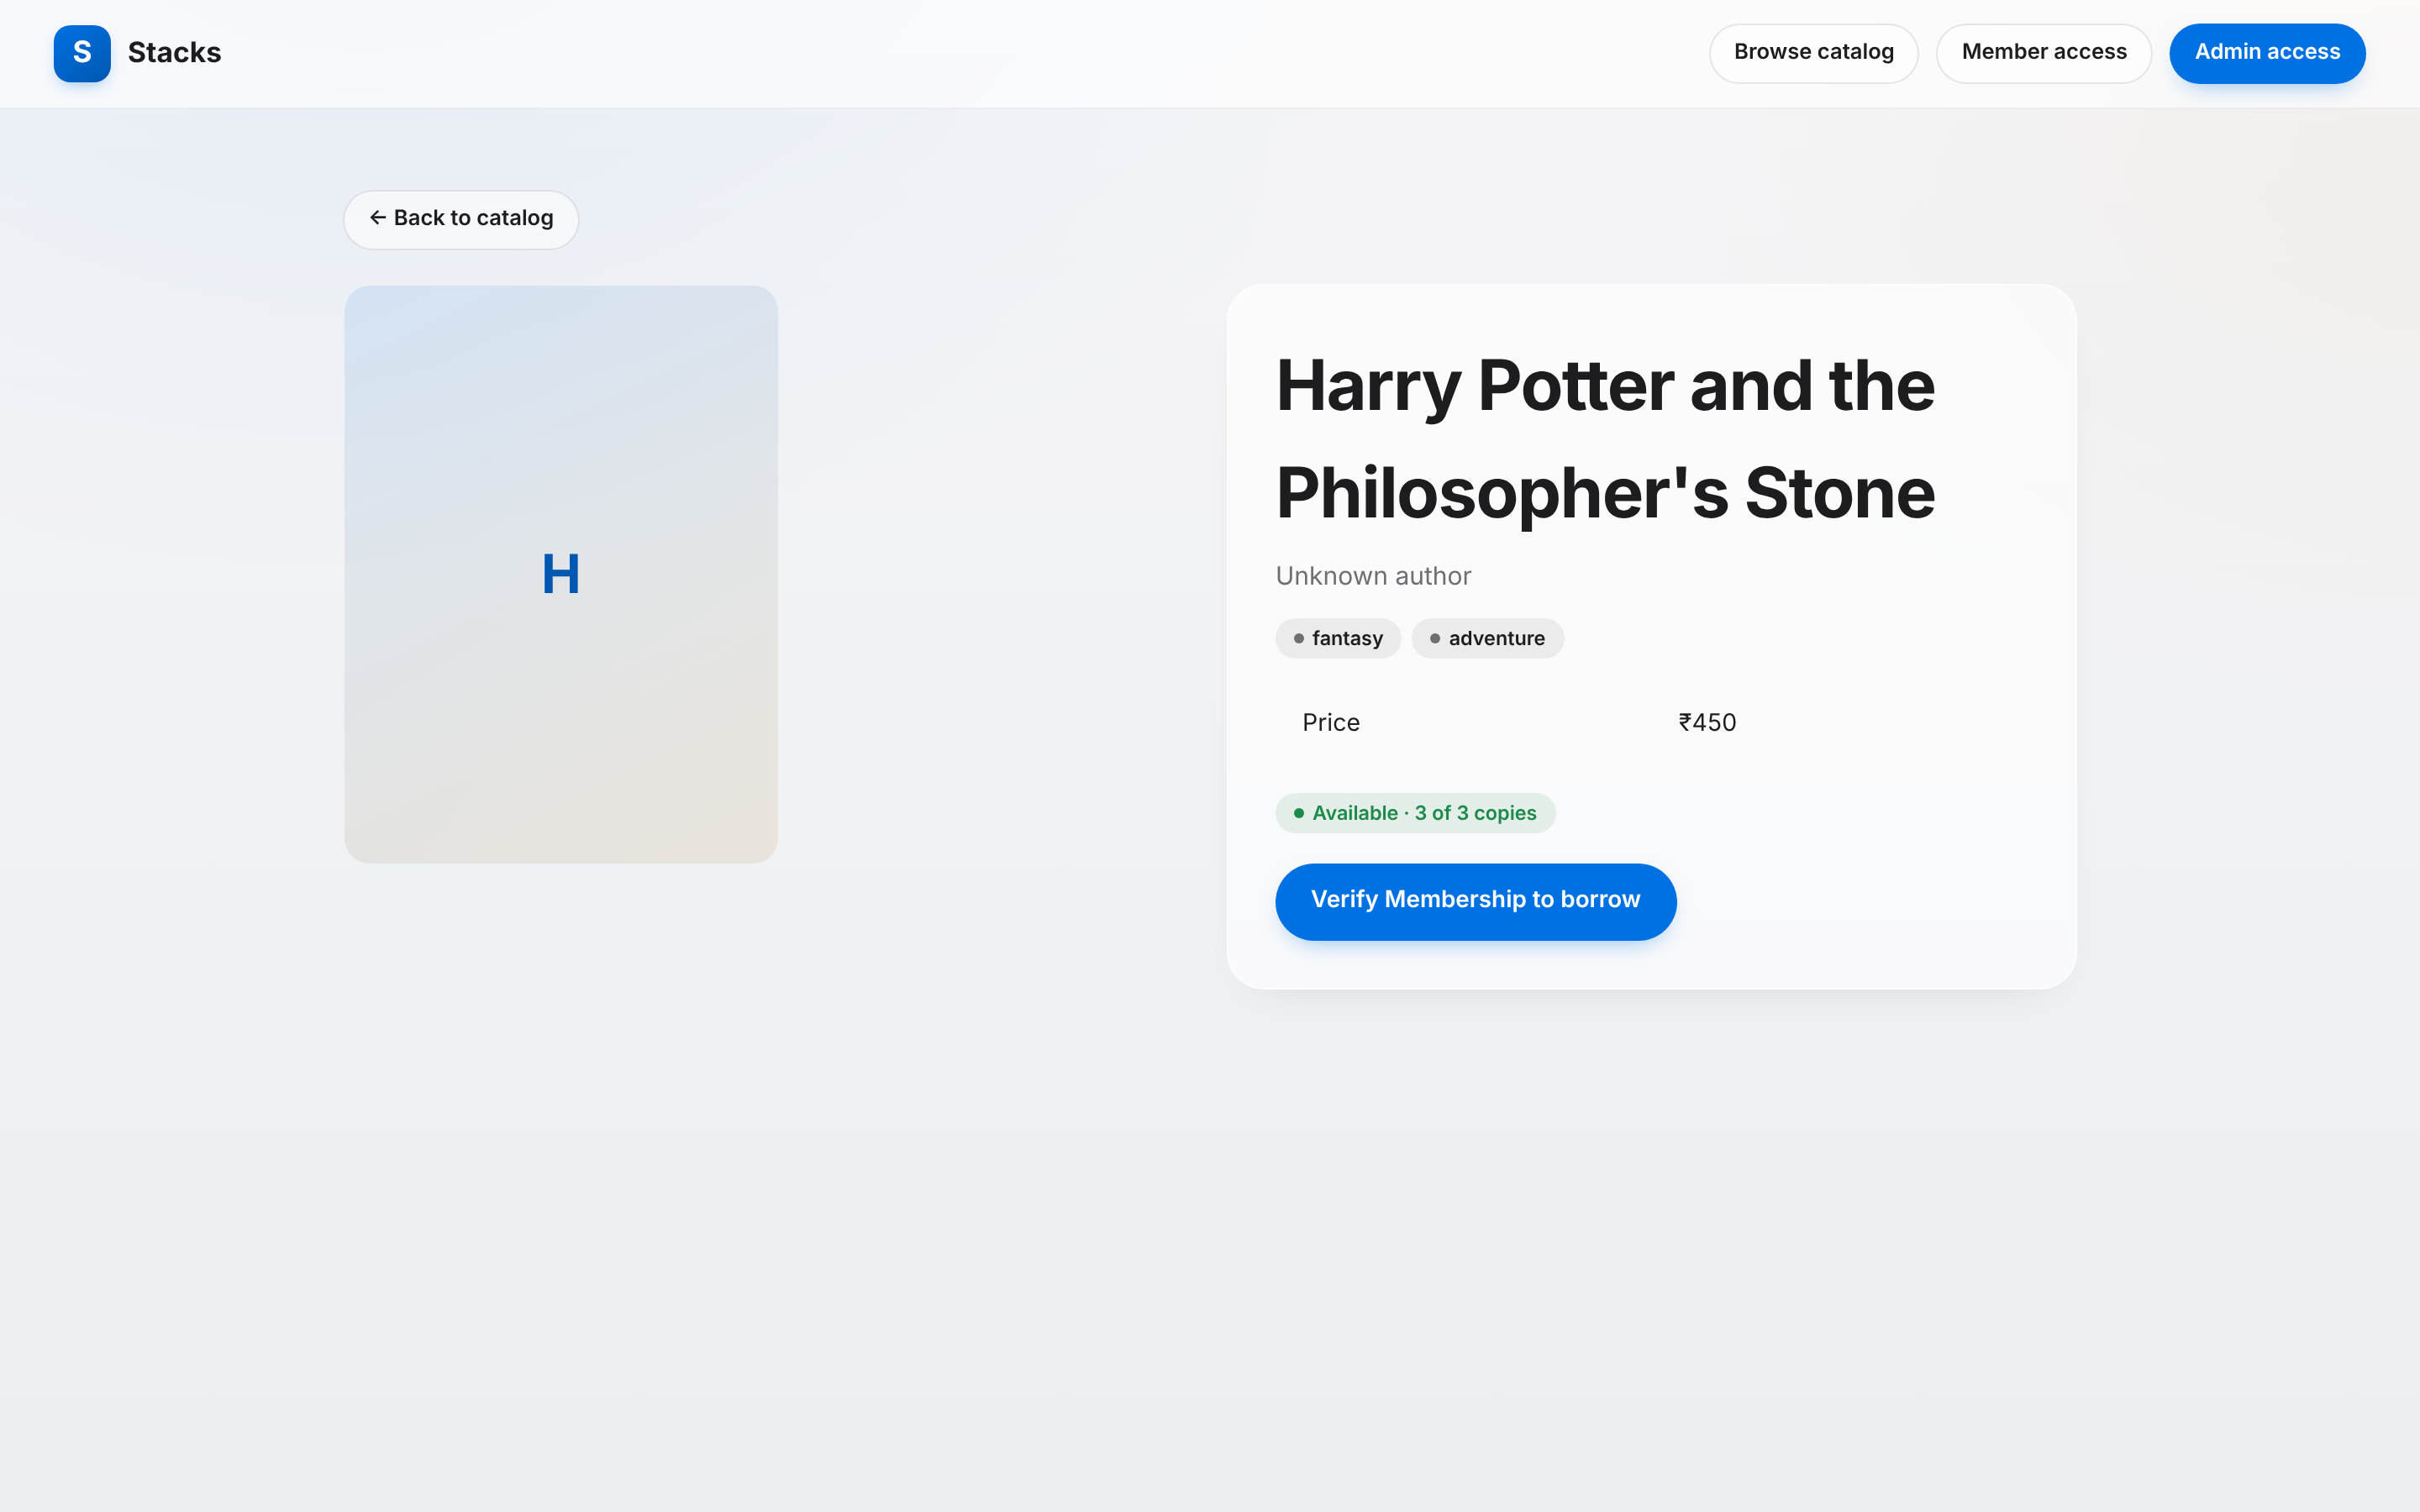 S Stacks
Browse catalog Member access Admin access
← Back to catalog
H
Harry Potter and the
Philosopher's Stone
Unknown author
fantasy adventure
Price ₹450
Available · 3 of 3 copies
Verify Membership to borrow